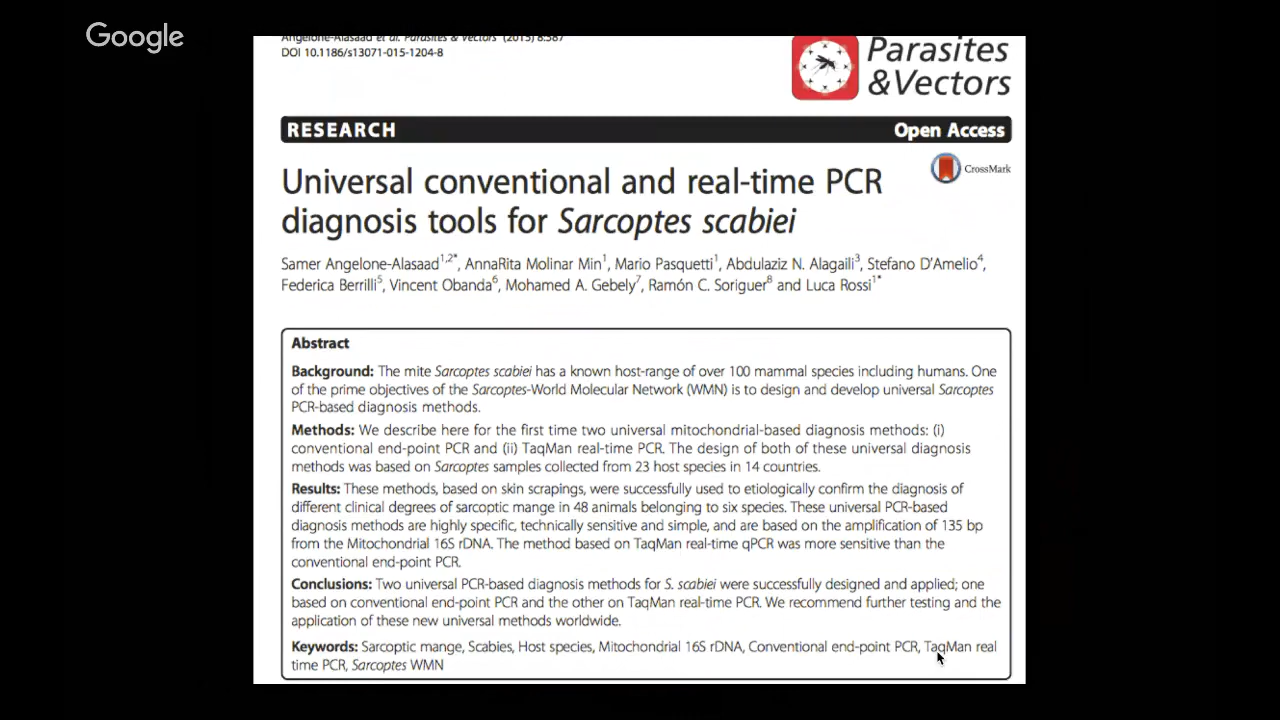 Google
Angelone-Alasaad et al. Parasites & Vectors (2015) 8:587
DOI 10.1186/s13071-015-1204-8
Parasites
&Vectors
RESEARCH Open Access
CrossMark
Universal conventional and real-time PCR
diagnosis tools for Sarcoptes scabiei
Samer Angelone-Alasaad1,2*, AnnaRita Molinar Min1, Mario Pasquetti1, Abdulaziz N. Alagaili3, Stefano D'Amelio4,
Federica Berrilli5, Vincent Obanda6, Mohamed A. Gebely7, Ramón C. Soriguer8 and Luca Rossi1*
Abstract
Background: The mite Sarcoptes scabiei has a known host-range of over 100 mammal species including humans. One
of the prime objectives of the Sarcoptes-World Molecular Network (WMN) is to design and develop universal Sarcoptes
PCR-based diagnosis methods.
Methods: We describe here for the first time two universal mitochondrial-based diagnosis methods: (i)
conventional end-point PCR and (ii) TaqMan real-time PCR. The design of both of these universal diagnosis
methods was based on Sarcoptes samples collected from 23 host species in 14 countries.
Results: These methods, based on skin scrapings, were successfully used to etiologically confirm the diagnosis of
different clinical degrees of sarcoptic mange in 48 animals belonging to six species. These universal PCR-based
diagnosis methods are highly specific, technically sensitive and simple, and are based on the amplification of 135 bp
from the Mitochondrial 16S rDNA. The method based on TaqMan real-time qPCR was more sensitive than the
conventional end-point PCR.
Conclusions: Two universal PCR-based diagnosis methods for S. scabiei were successfully designed and applied; one
based on conventional end-point PCR and the other on TaqMan real-time PCR. We recommend further testing and the
application of these new universal methods worldwide.
Keywords: Sarcoptic mange, Scabies, Host species, Mitochondrial 16S rDNA, Conventional end-point PCR, TaqMan real
time PCR, Sarcoptes WMN